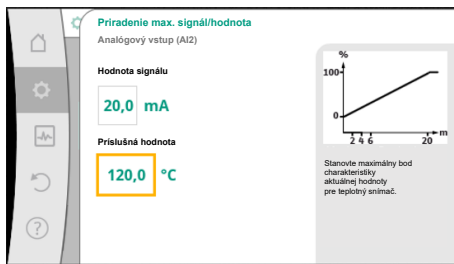 Priradenie max. signál/hodnota
Analógový vstup (AI2)
Hodnota signálu
20,0 mA
Príslušná hodnota
120,0 °C
%
100
0
2 4 6 20 m
Stanovte maximálny bod
charakteristiky
aktuálnej hodnoty
pre teplotný snímač.